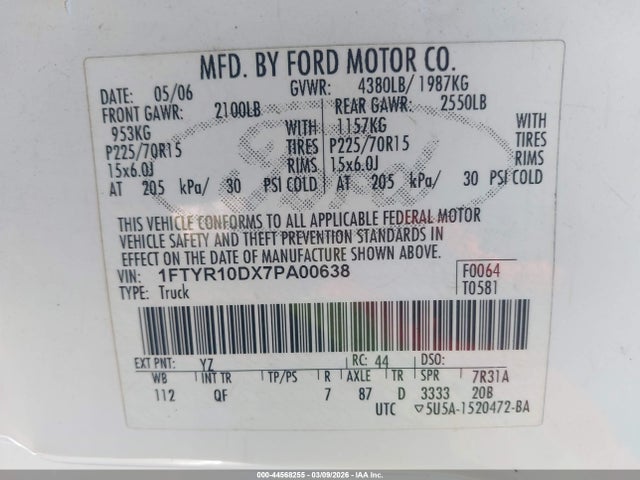 MFD. BY FORD MOTOR CO.
DATE: 05/06 GVWR: 4380LB/ 1987KG
FRONT GAWR: 2100LB REAR GAWR: 2550LB
953KG WITH 1157KG WITH
P225/70R15 TIRES P225/70R15 TIRES
15x6.0J RIMS 15x6.0J RIMS
AT 205 kPa/ 30 PSI COLD AT 205 kPa/ 30 PSI COLD
THIS VEHICLE CONFORMS TO ALL APPLICABLE FEDERAL MOTOR
VEHICLE SAFETY AND THEFT PREVENTION STANDARDS IN
EFFECT ON THE DATE OF MANUFACTURE SHOWN ABOVE.
VIN: 1FTYR10DX7PA00638 F0064
TYPE: Truck T0581
EXT PNT: YZ RC: 44 DSO:
WB INT TR TP/PS R AXLE TR SPR 7R31A
112 QF 7 87 D 3333 20B
UTC ▽5U5A-1520472-BA
Ford
000-44568255 - 03/09/2026 - IAA Inc.